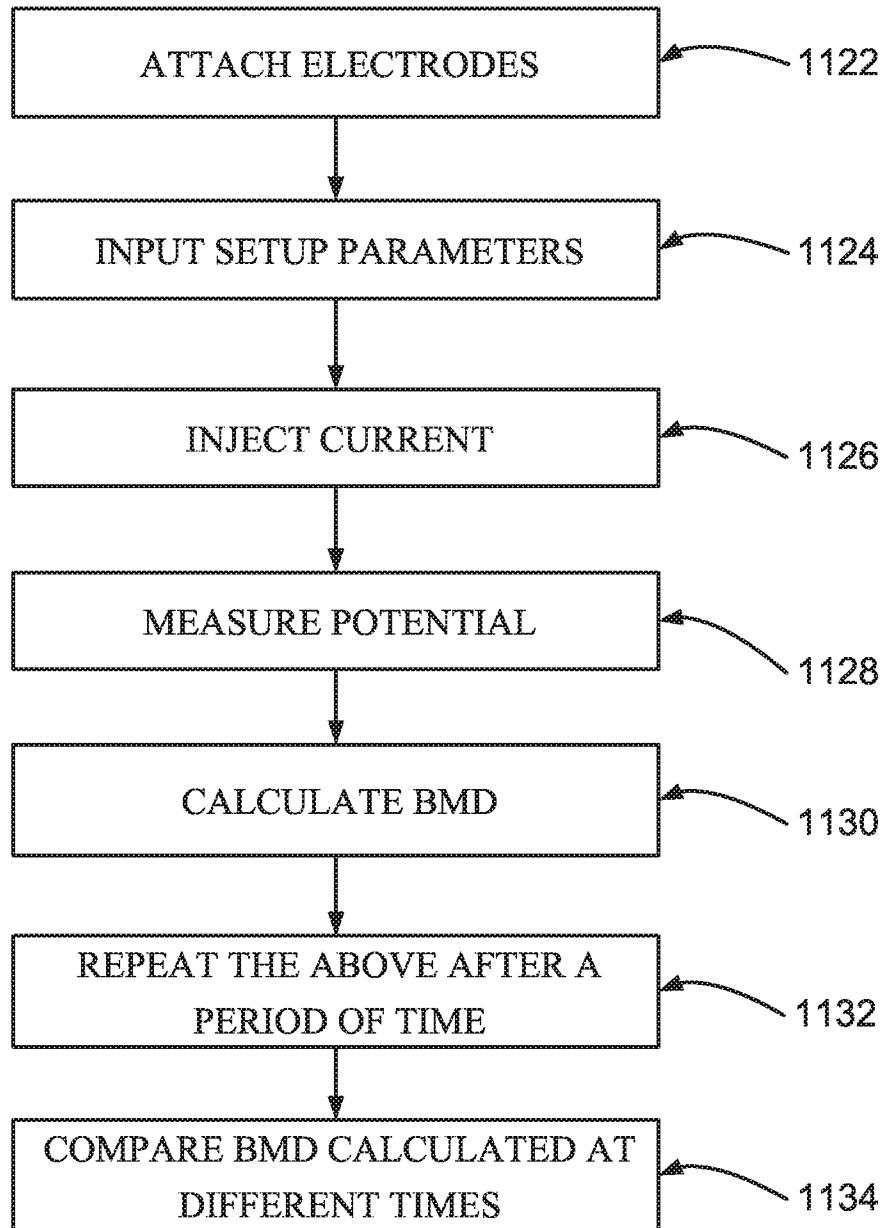 ATTACH ELECTRODES
1122
INPUT SETUP PARAMETERS
1124
INJECT CURRENT
1126
MEASURE POTENTIAL
1128
CALCULATE BMD
1130
REPEAT THE ABOVE AFTER A
PERIOD OF TIME
1132
COMPARE BMD CALCULATED AT
DIFFERENT TIMES
1134